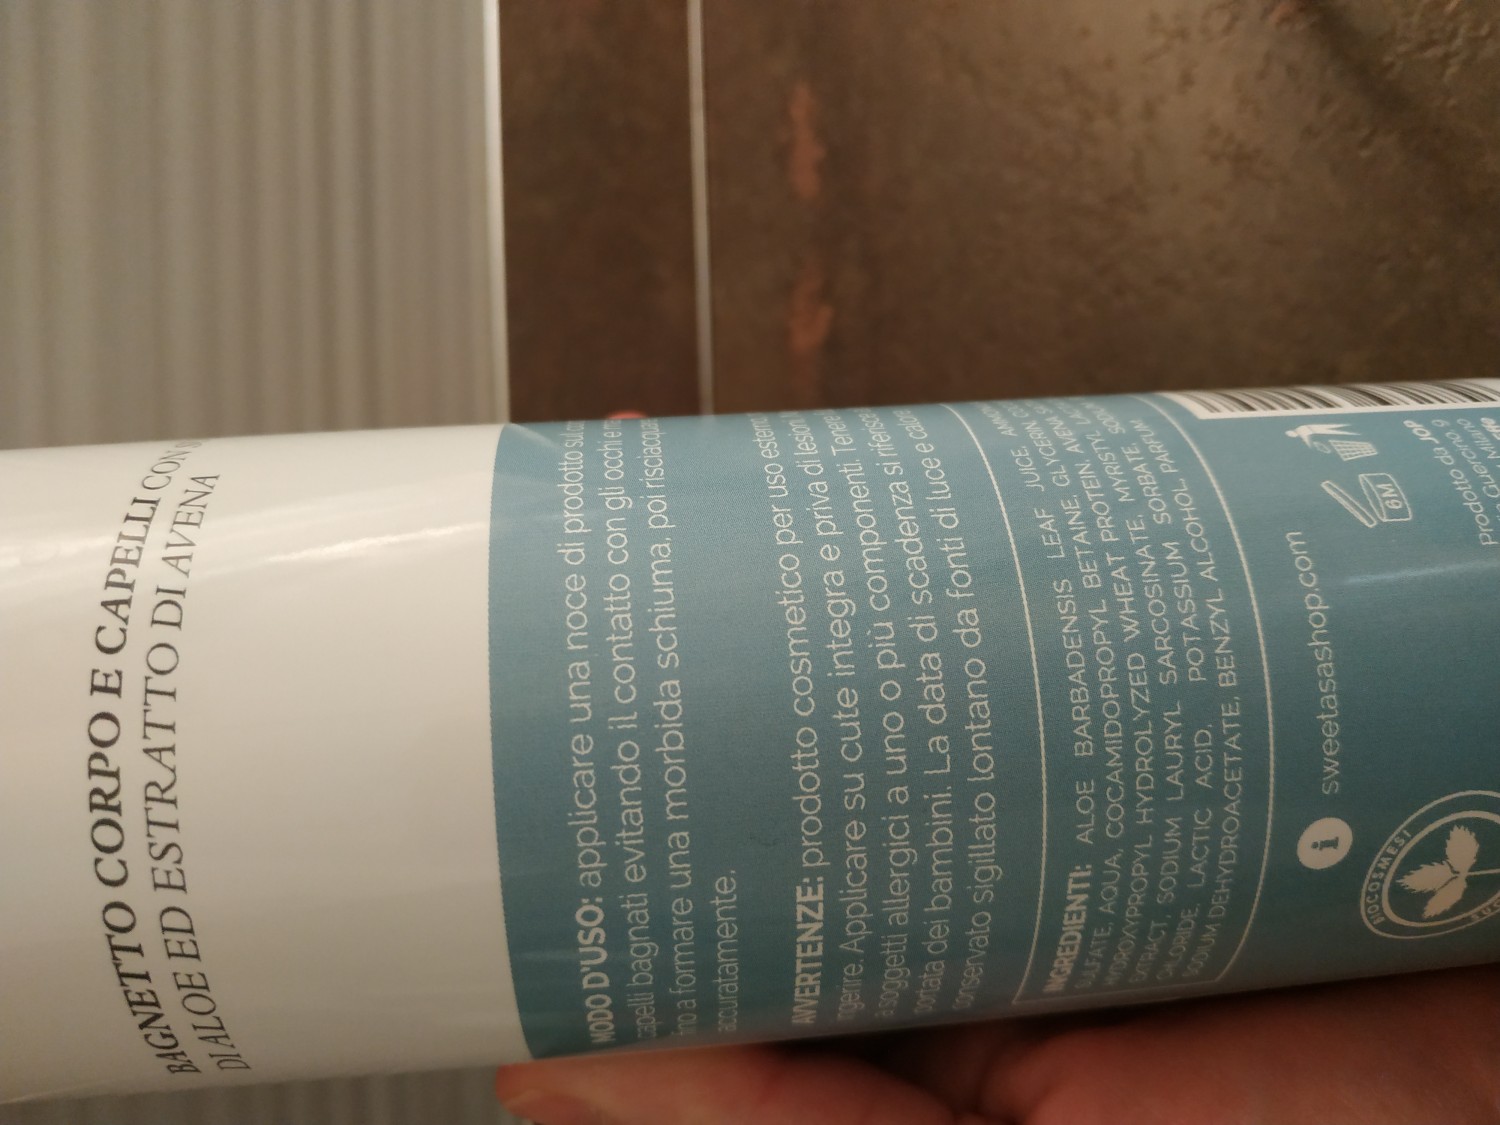 BAGNETTO CORPO E CAPELLI CON
DI ALOE ED ESTRATTO DI AVENA
MODO D'USO: applicare una noce di prodotto sul
capelli bagnati evitando il contatto con gli occhi e
fino a formare una morbida schiuma, poi risciacquare
accuratamente.
AVVERTENZE: prodotto cosmetico per uso esterno
ingerire. Applicare su cute integra e priva di lesioni
a soggetti allergici a uno o più componenti. Tenere
portata dei bambini. La data di scadenza si riferisce
conservato sigillato lontano da fonti di luce e calore
INGREDIENTI: ALOE BARBADENSIS LEAF JUICE,
SULFATE, AQUA, COCAMIDOPROPYL BETAINE, GLYCERIN,
HYDROXYPROPYL HYDROLYZED WHEAT PROTEIN, AVENA
EXTRACT, SODIUM LAURYL SARCOSINATE, MYRISTYL
CHLORIDE, LACTIC ACID, POTASSIUM SORBATE,
SODIUM DEHYDROACETATE, BENZYL ALCOHOL, PARFUM
i sweetasashop.com
6M
Prodotto da JOP
BIOCOSMESI